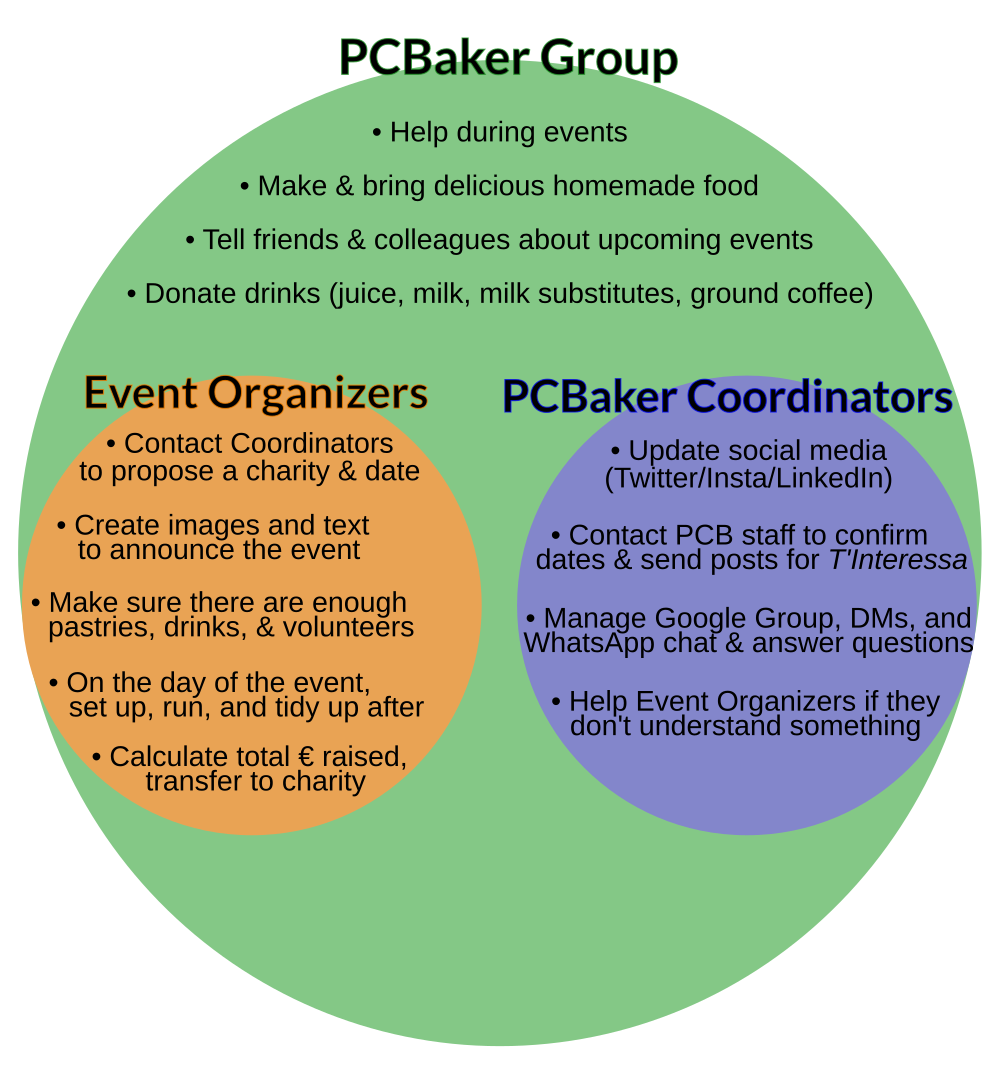 PCBaker Group
• Help during events
• Make & bring delicious homemade food
• Tell friends & colleagues about upcoming events
• Donate drinks (juice, milk, milk substitutes, ground coffee)
Event Organizers
• Contact Coordinators
to propose a charity & date
• Create images and text
to announce the event
• Make sure there are enough
pastries, drinks, & volunteers
• On the day of the event,
set up, run, and tidy up after
• Calculate total € raised,
transfer to charity
PCBaker Coordinators
• Update social media
(Twitter/Insta/LinkedIn)
• Contact PCB staff to confirm
dates & send posts for T'Interessa
• Manage Google Group, DMs, and
WhatsApp chat & answer questions
• Help Event Organizers if they
don't understand something